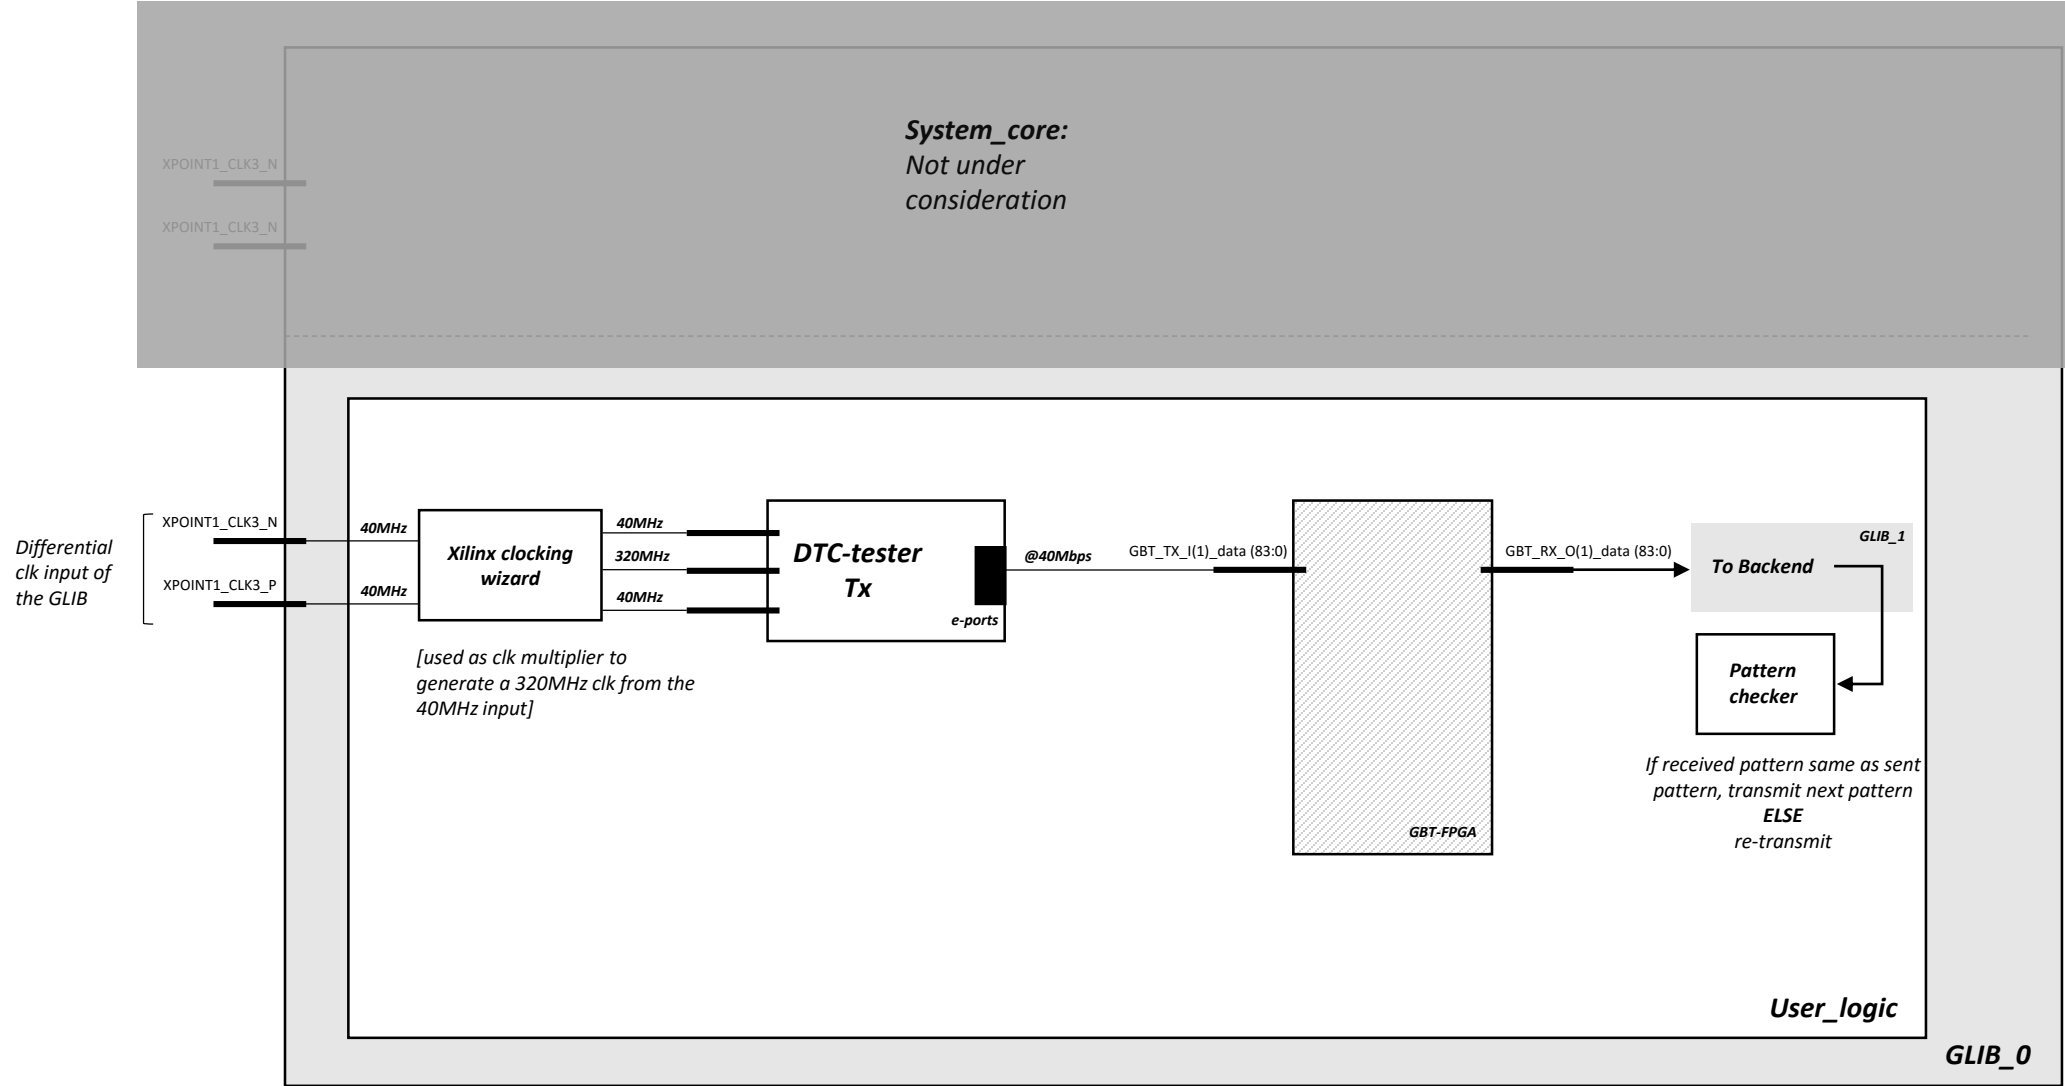 System_core:
Not under
consideration
XPOINT1_CLK3_N
XPOINT1_CLK3_N
Differential
clk input of
the GLIB
XPOINT1_CLK3_N
XPOINT1_CLK3_P
40MHz
40MHz
Xilinx clocking
wizard
40MHz
320MHz
40MHz
[used as clk multiplier to
generate a 320MHz clk from the
40MHz input]
DTC-tester
Tx
e-ports
@40Mbps
GBT_TX_I(1)_data (83:0)
GBT-FPGA
GBT_RX_O(1)_data (83:0)
GLIB_1
To Backend
Pattern
checker
If received pattern same as sent
pattern, transmit next pattern
ELSE
re-transmit
User_logic
GLIB_0